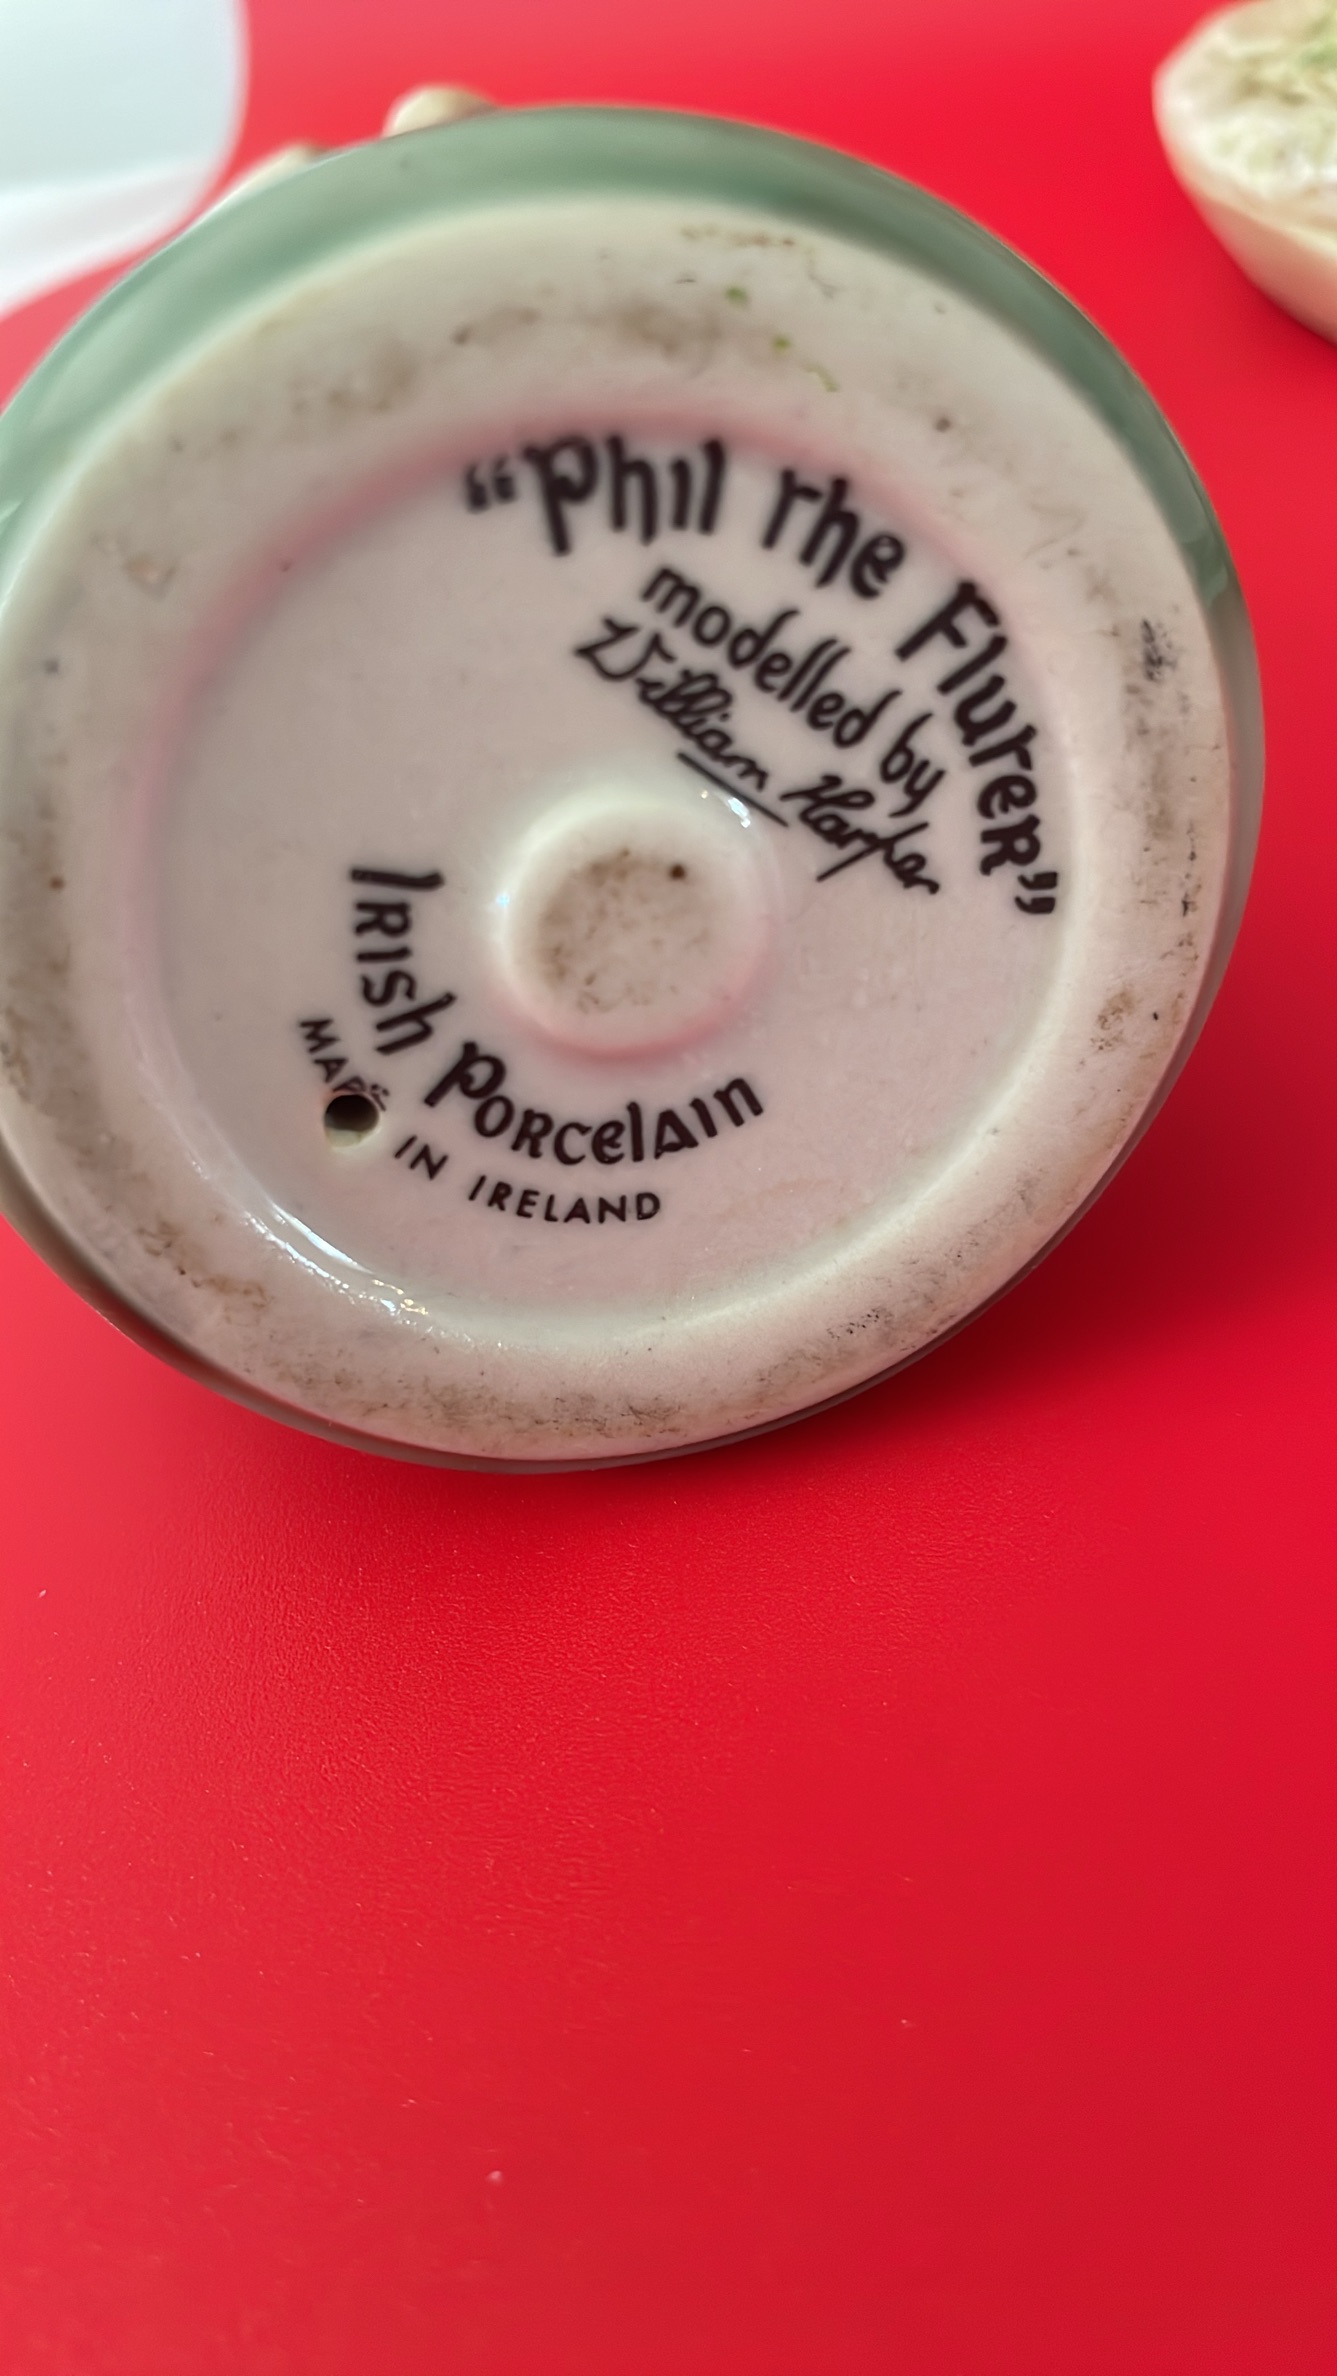 "Phil the Fluter"
modelled by
William Harper
Irish Porcelain
MADE IN IRELAND